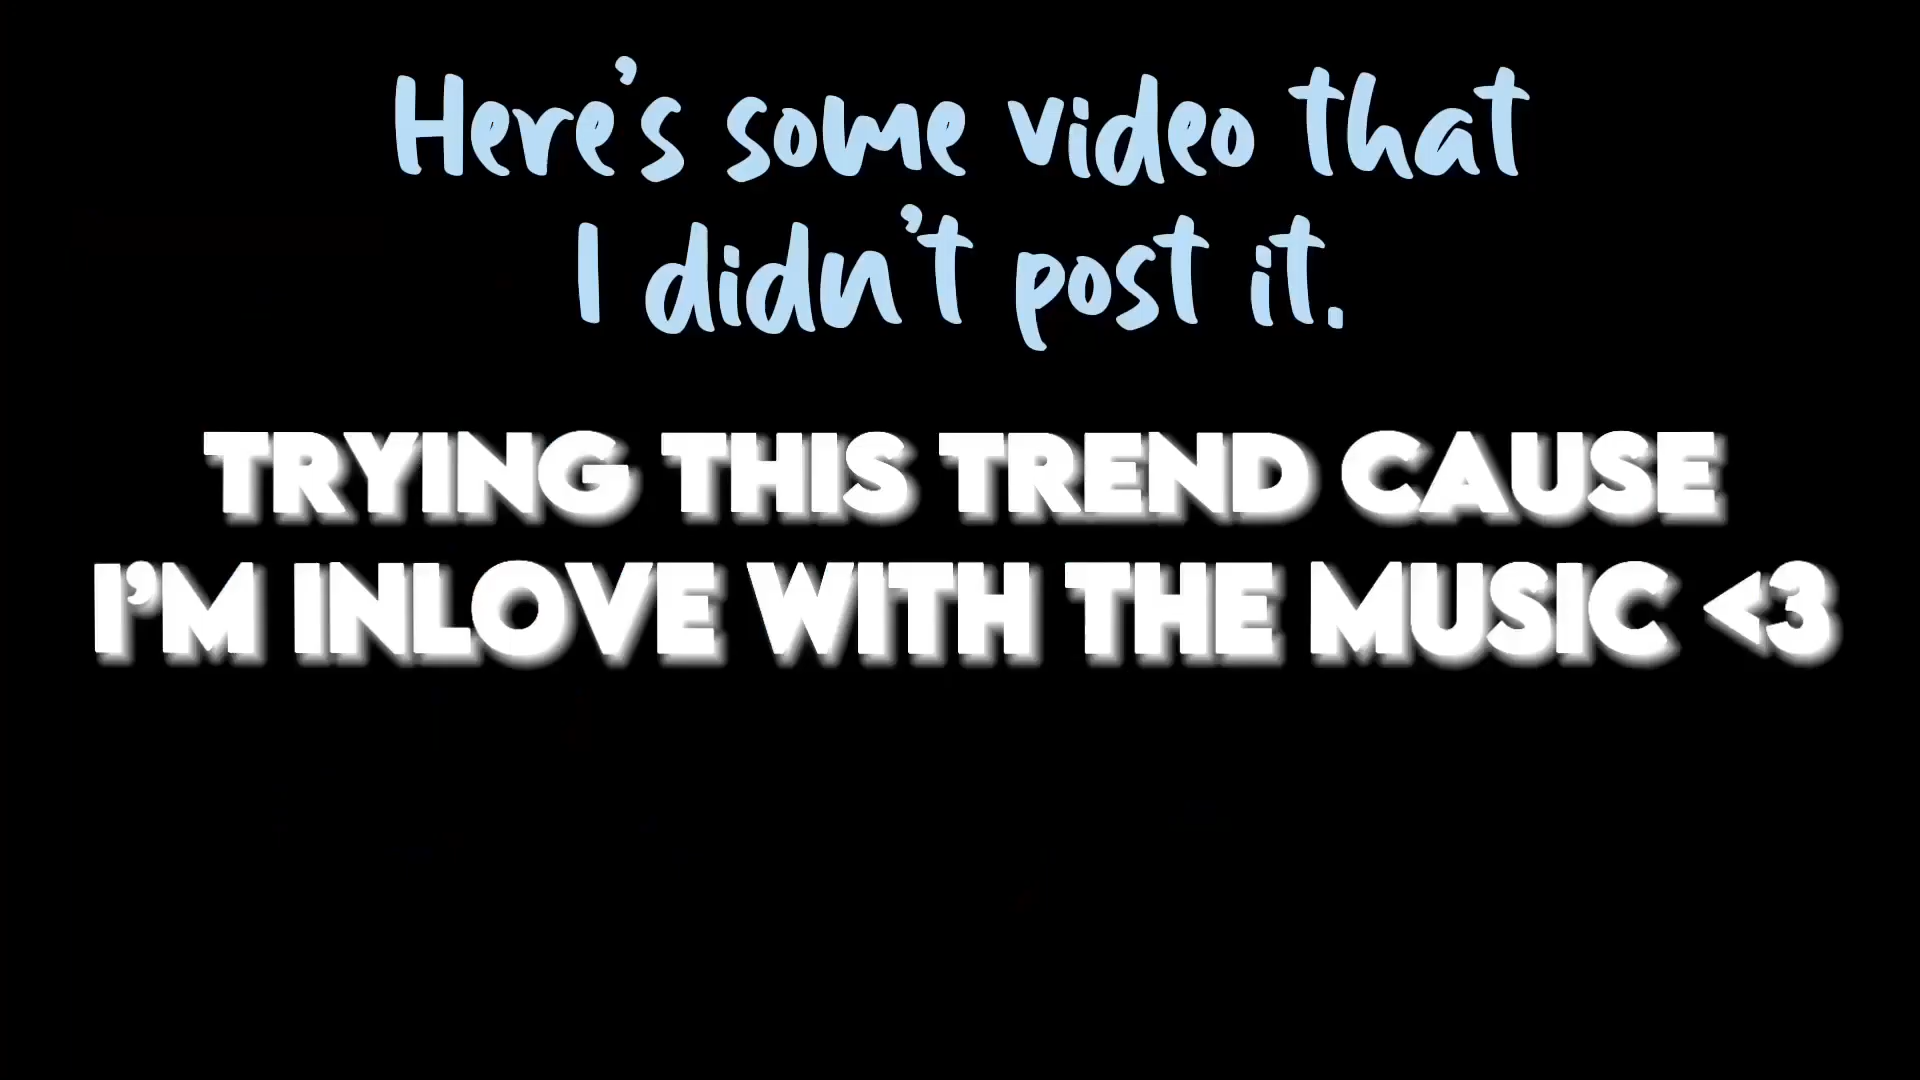 Here's some video that
I didn't post it.
TRYING THIS TREND CAUSE
I'M INLOVE WITH THE MUSIC <3